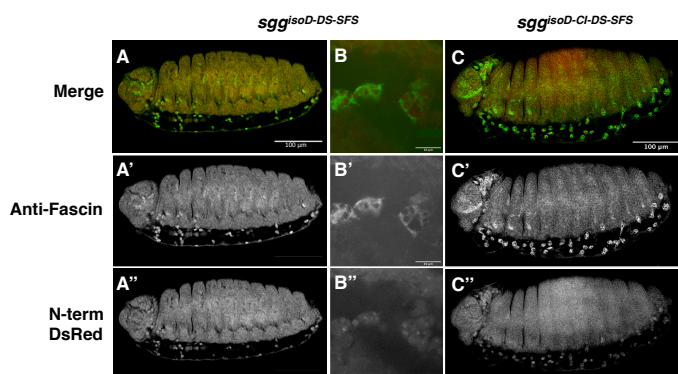 sgg^isoD-DS-SFS sgg^isoD-CI-DS-SFS
Merge
A B C
100 µm 100 µm
Anti-Fascin
A' B' C'
N-term
DsRed
A'' B'' C''